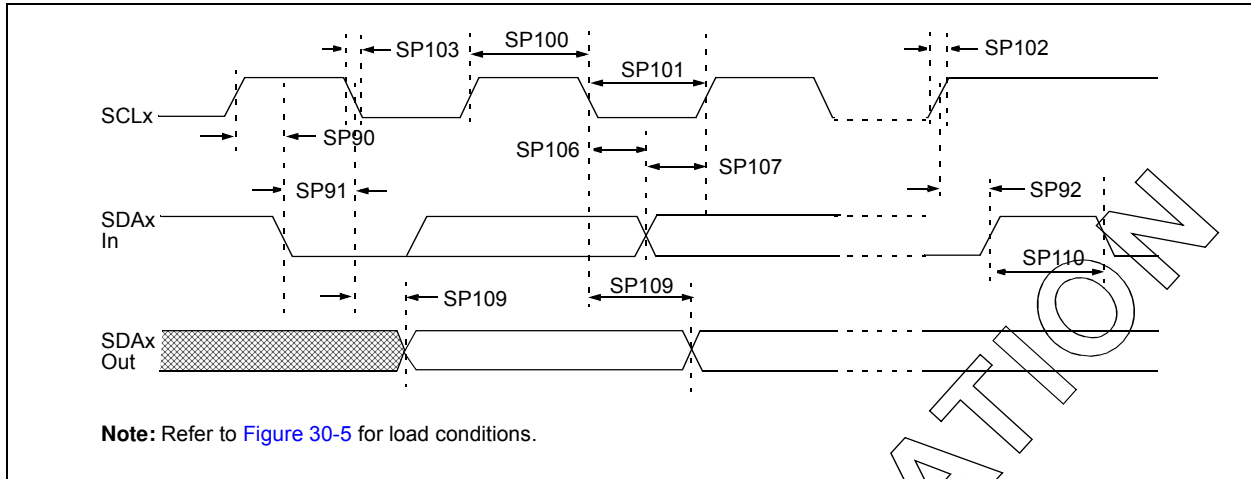 SP103
SP100
SP102
SP101
SCLx
SP90
SP106
SP107
SP91
SP92
SDAx
In
SP110
SP109
SP109
SDAx
Out
Note: Refer to Figure 30-5 for load conditions.
ATION